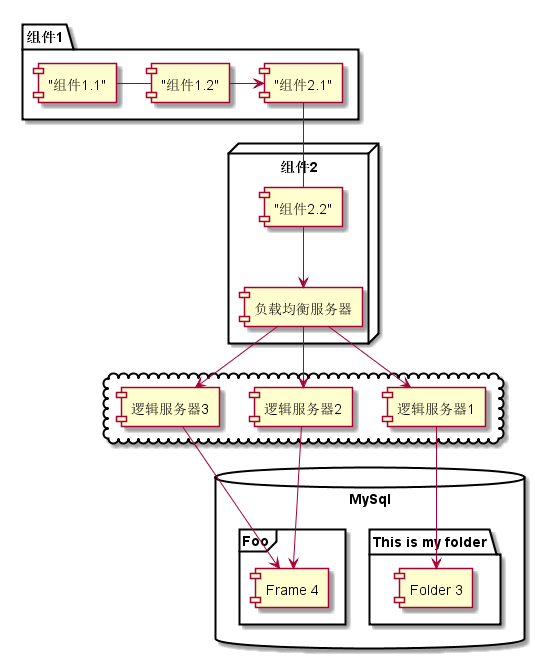 组件1
"组件1.1"
"组件1.2"
"组件2.1"
组件2
"组件2.2"
负载均衡服务器
逻辑服务器3
逻辑服务器2
逻辑服务器1
MySql
Foo
This is my folder
Frame 4
Folder 3